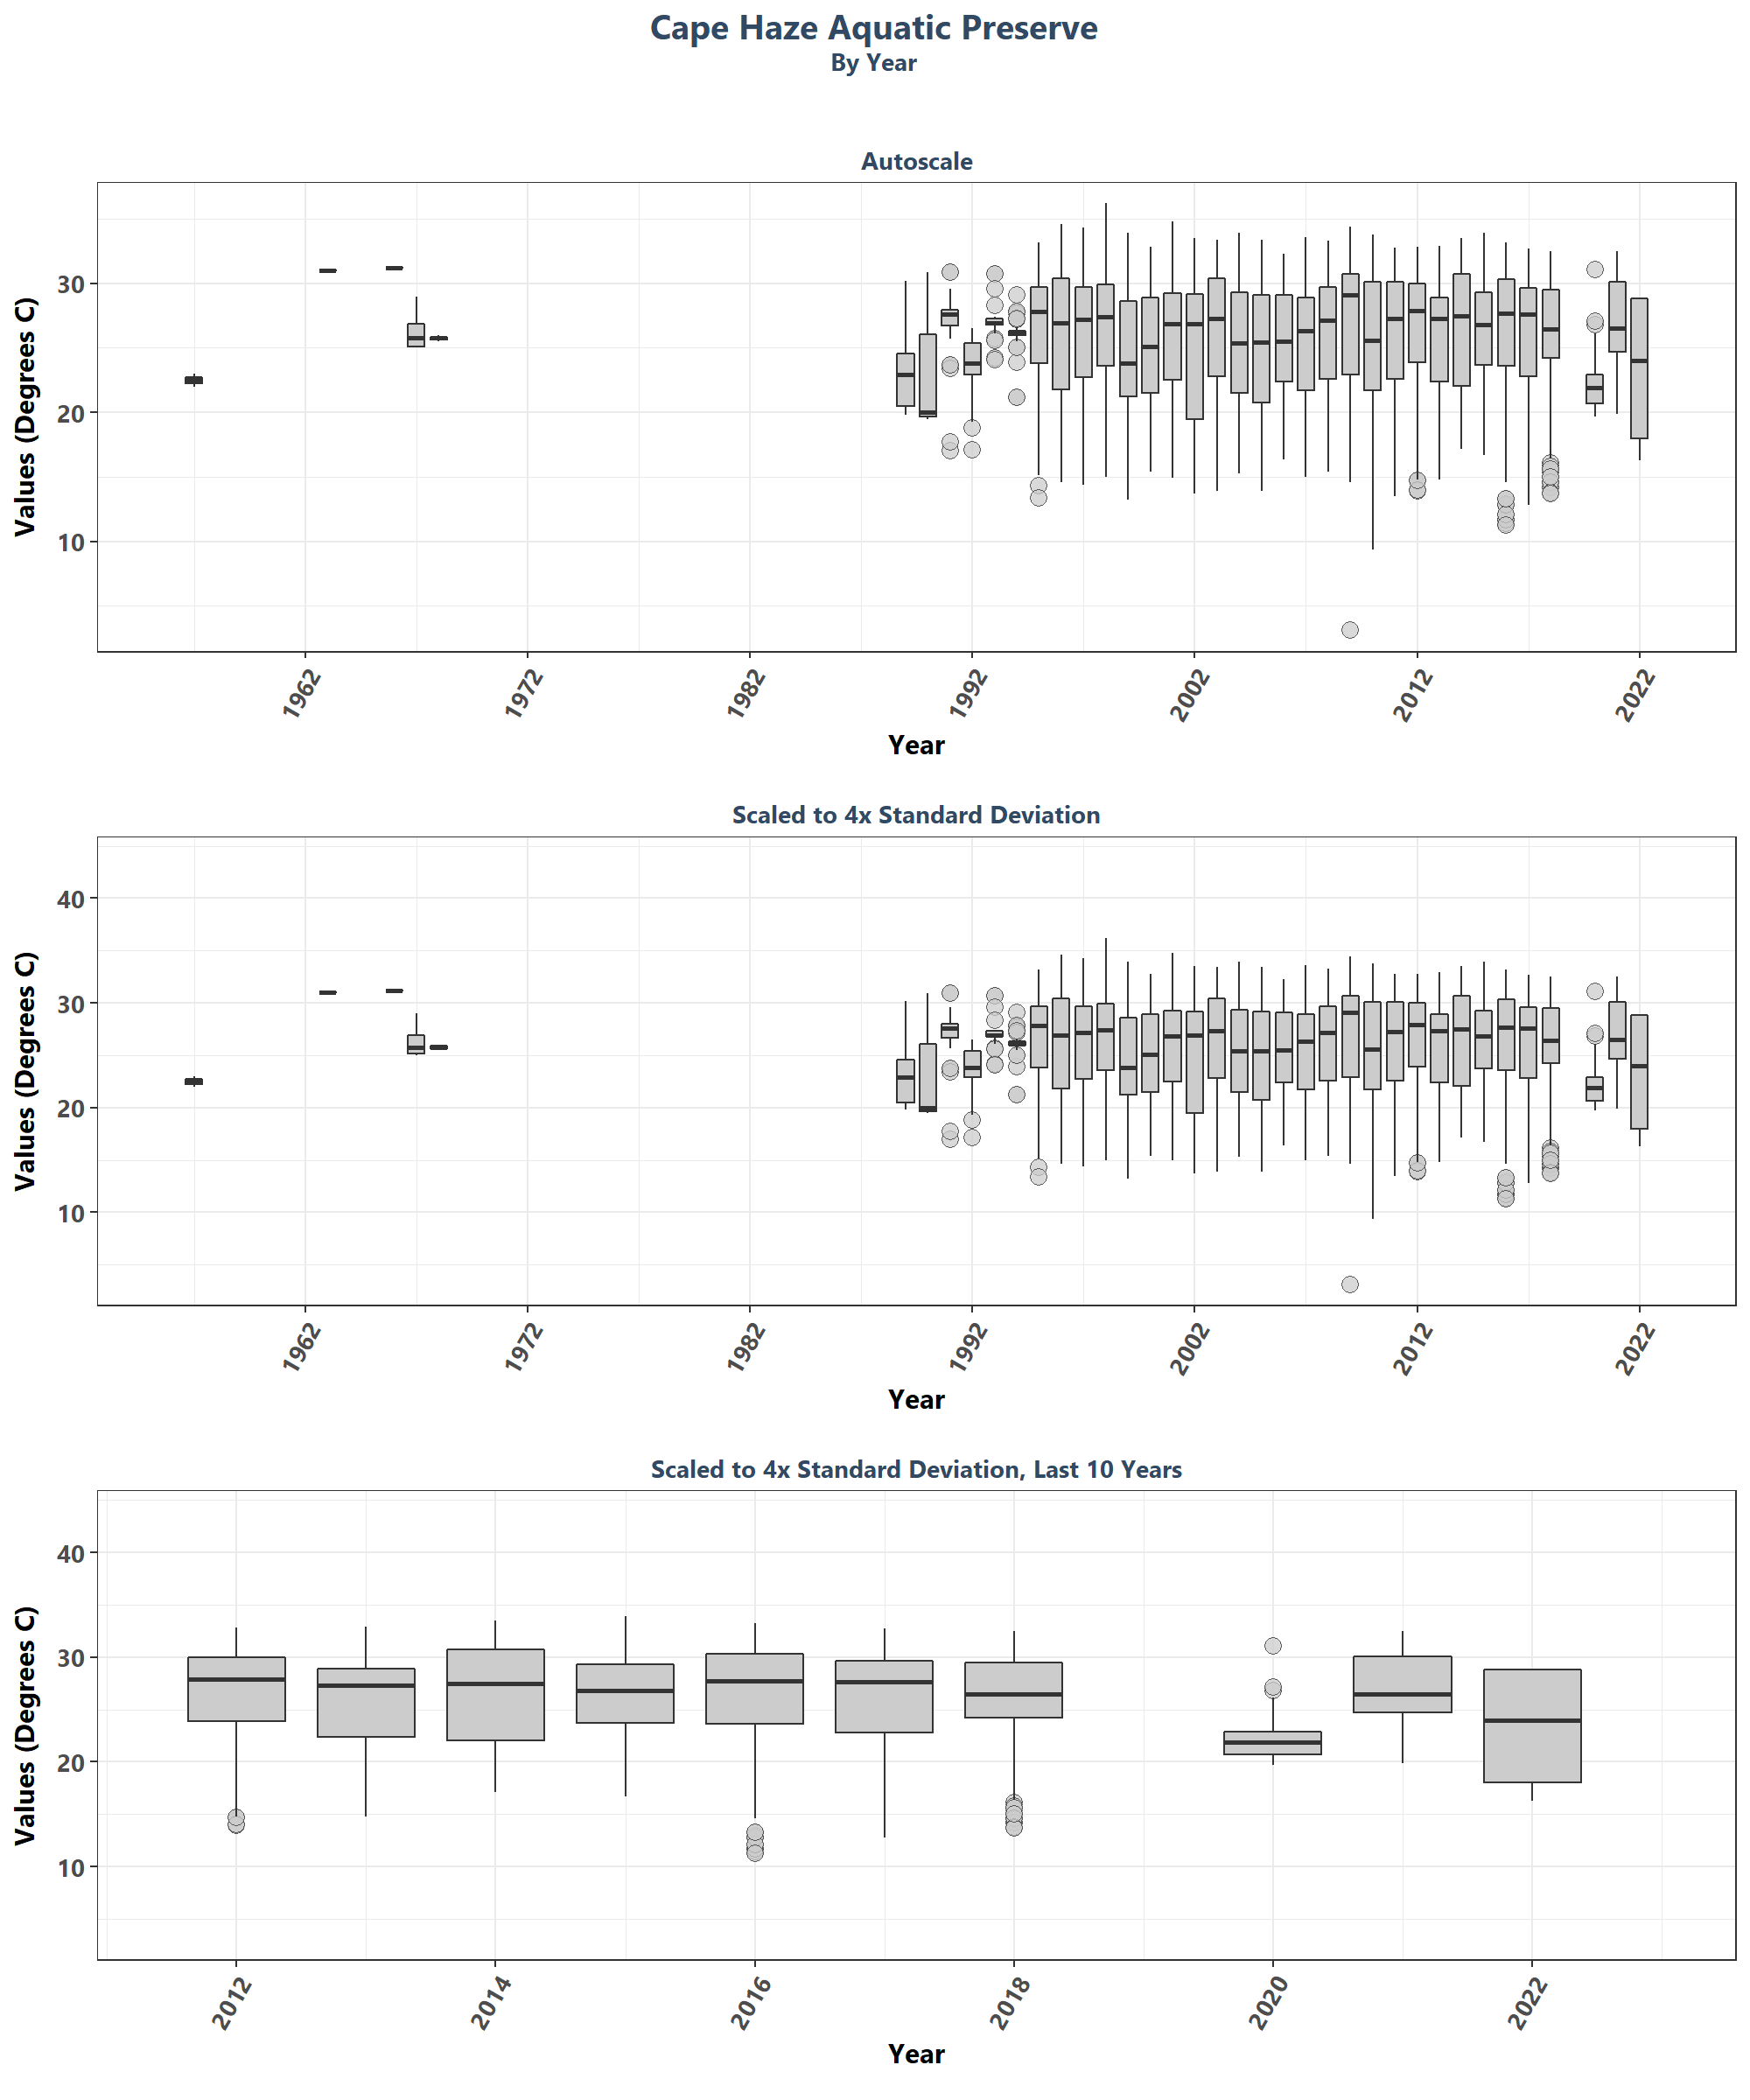 Cape Haze Aquatic Preserve
By Year
Autoscale
Values (Degrees C)
30
20
10
1962
1972
1982
1992
2002
2012
2022
Year
Scaled to 4x Standard Deviation
Values (Degrees C)
40
30
20
10
1962
1972
1982
1992
2002
2012
2022
Year
Scaled to 4x Standard Deviation, Last 10 Years
Values (Degrees C)
40
30
20
10
2012
2014
2016
2018
2020
2022
Year